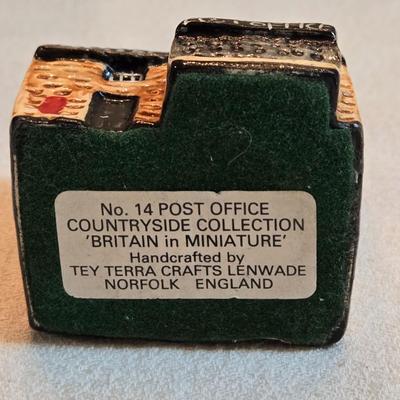 No. 14 POST OFFICE
COUNTRYSIDE COLLECTION
'BRITAIN in MINIATURE'
Handcrafted by
TEY TERRA CRAFTS LENWADE
NORFOLK ENGLAND